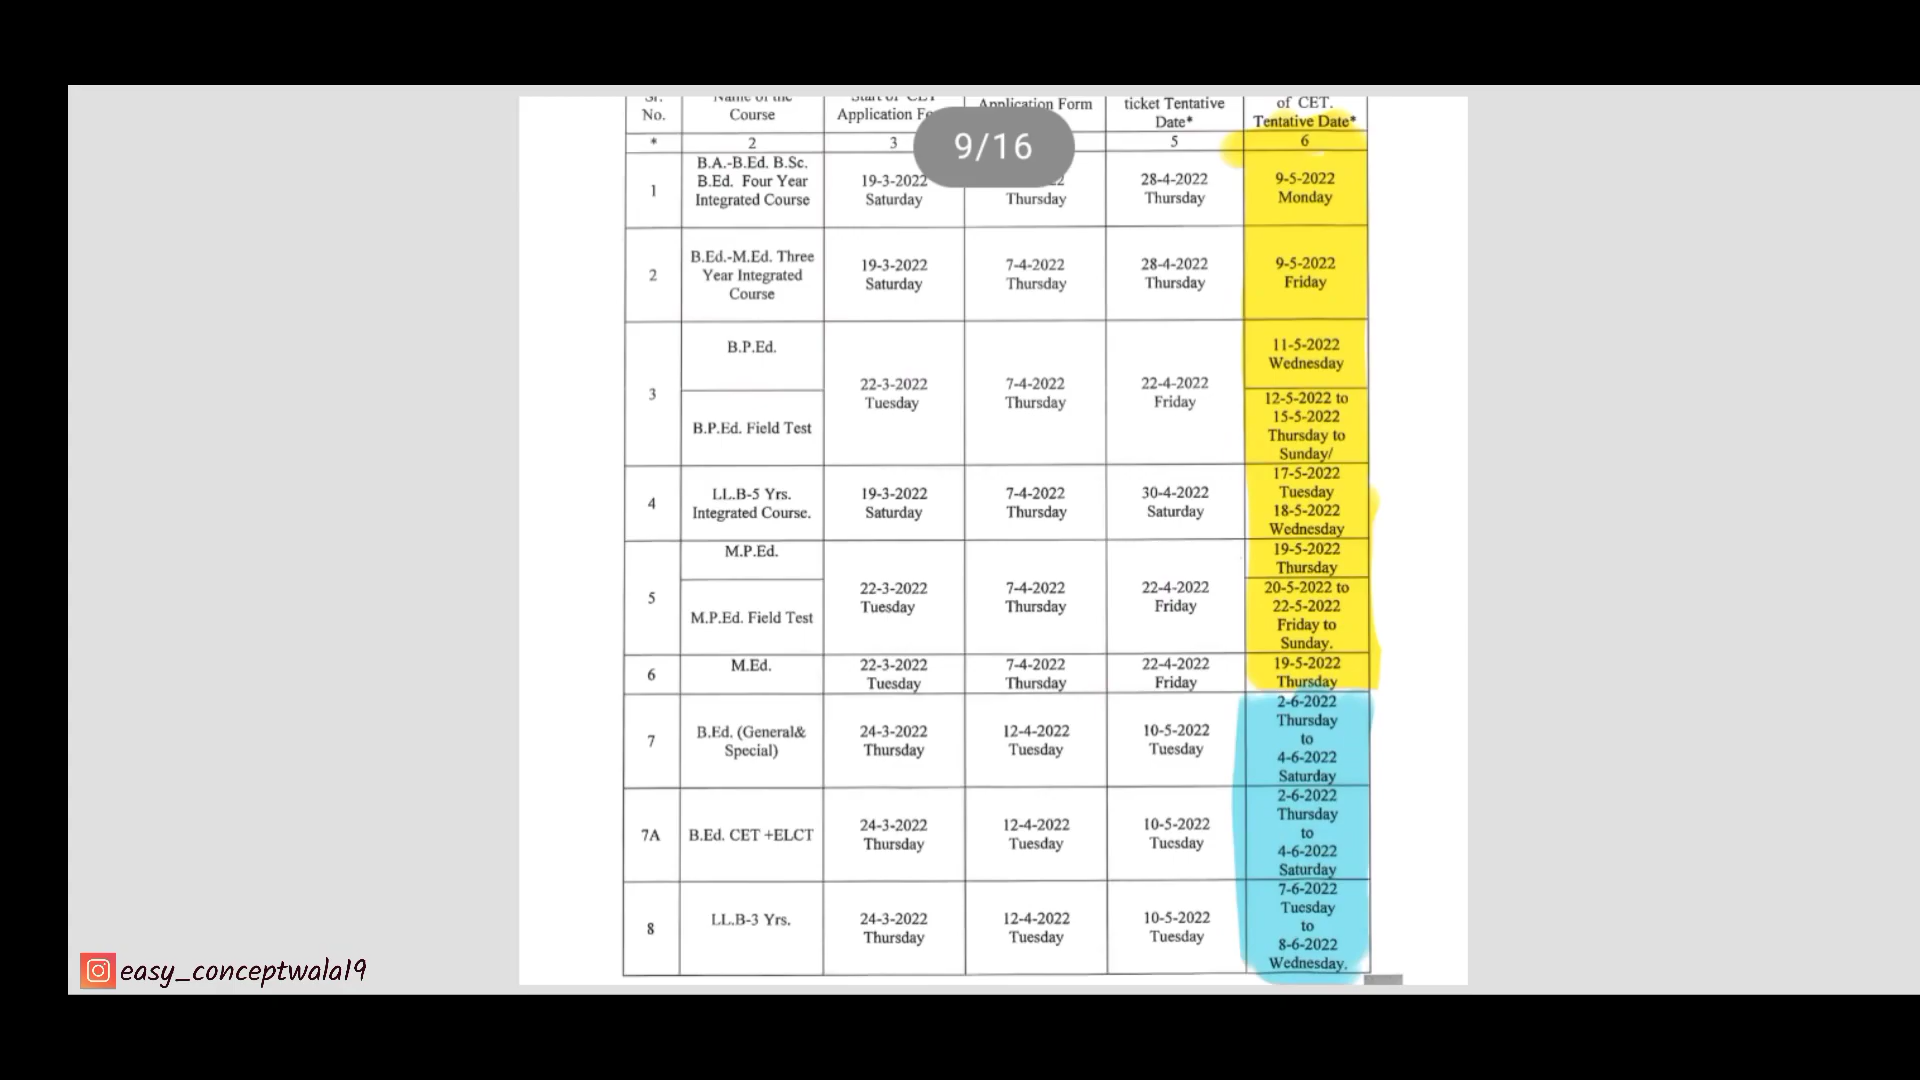 Sr.
No.
Name of the
Course
Start of CET
Application
Application Form
ticket Tentative
Date*
of CET.
Tentative Date*
9/16
*
2
3
5
6
1
B.A.-B.Ed. B.Sc.
B.Ed. Four Year
Integrated Course
19-3-2022
Saturday
Thursday
28-4-2022
Thursday
9-5-2022
Monday
2
B.Ed.-M.Ed. Three
Year Integrated
Course
19-3-2022
Saturday
7-4-2022
Thursday
28-4-2022
Thursday
9-5-2022
Friday
3
B.P.Ed.
B.P.Ed. Field Test
22-3-2022
Tuesday
7-4-2022
Thursday
22-4-2022
Friday
11-5-2022
Wednesday
12-5-2022 to
15-5-2022
Thursday to
Sunday/
4
LL.B-5 Yrs.
Integrated Course.
19-3-2022
Saturday
7-4-2022
Thursday
30-4-2022
Saturday
17-5-2022
Tuesday
18-5-2022
Wednesday
5
M.P.Ed.
M.P.Ed. Field Test
22-3-2022
Tuesday
7-4-2022
Thursday
22-4-2022
Friday
19-5-2022
Thursday
20-5-2022 to
22-5-2022
Friday to
Sunday.
6
M.Ed.
22-3-2022
Tuesday
7-4-2022
Thursday
22-4-2022
Friday
19-5-2022
Thursday
7
B.Ed. (General&
Special)
24-3-2022
Thursday
12-4-2022
Tuesday
10-5-2022
Tuesday
2-6-2022
Thursday
to
4-6-2022
Saturday
7A
B.Ed. CET +ELCT
24-3-2022
Thursday
12-4-2022
Tuesday
10-5-2022
Tuesday
2-6-2022
Thursday
to
4-6-2022
Saturday
8
LL.B-3 Yrs.
24-3-2022
Thursday
12-4-2022
Tuesday
10-5-2022
Tuesday
7-6-2022
Tuesday
to
8-6-2022
Wednesday.
easy_conceptwala19